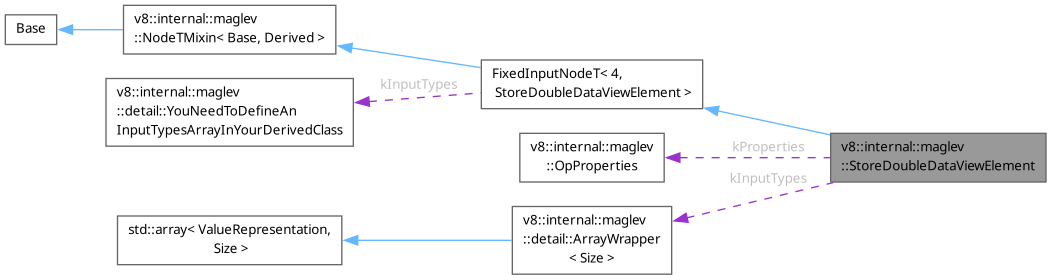 Base
v8::internal::maglev
::NodeTMixin< Base, Derived >
v8::internal::maglev
::detail::YouNeedToDefineAn
InputTypesArrayInYourDerivedClass
kInputTypes
FixedInputNodeT< 4,
StoreDoubleDataViewElement >
v8::internal::maglev
::OpProperties
kProperties
kInputTypes
v8::internal::maglev
::StoreDoubleDataViewElement
std::array< ValueRepresentation,
Size >
v8::internal::maglev
::detail::ArrayWrapper
< Size >